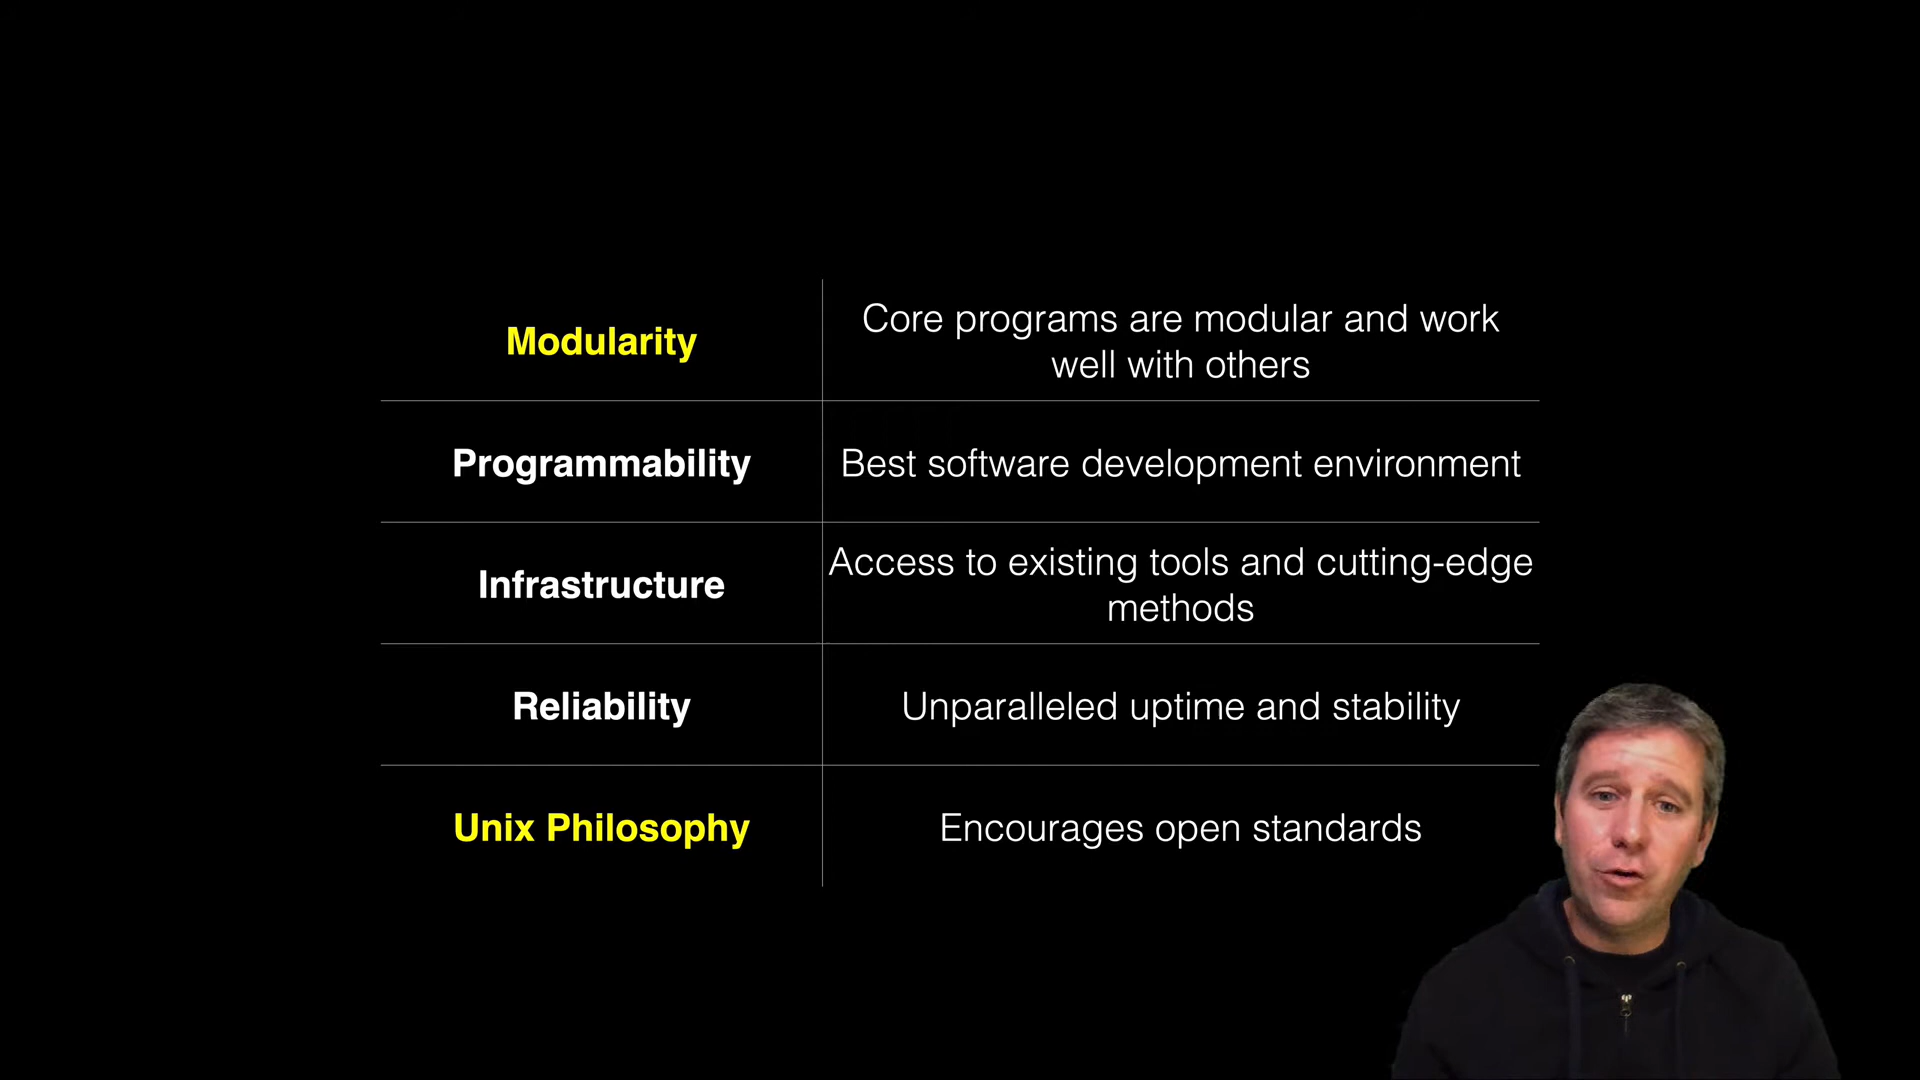 Modularity
Core programs are modular and work
well with others
Programmability
Best software development environment
Infrastructure
Access to existing tools and cutting-edge
methods
Reliability
Unparalleled uptime and stability
Unix Philosophy
Encourages open standards